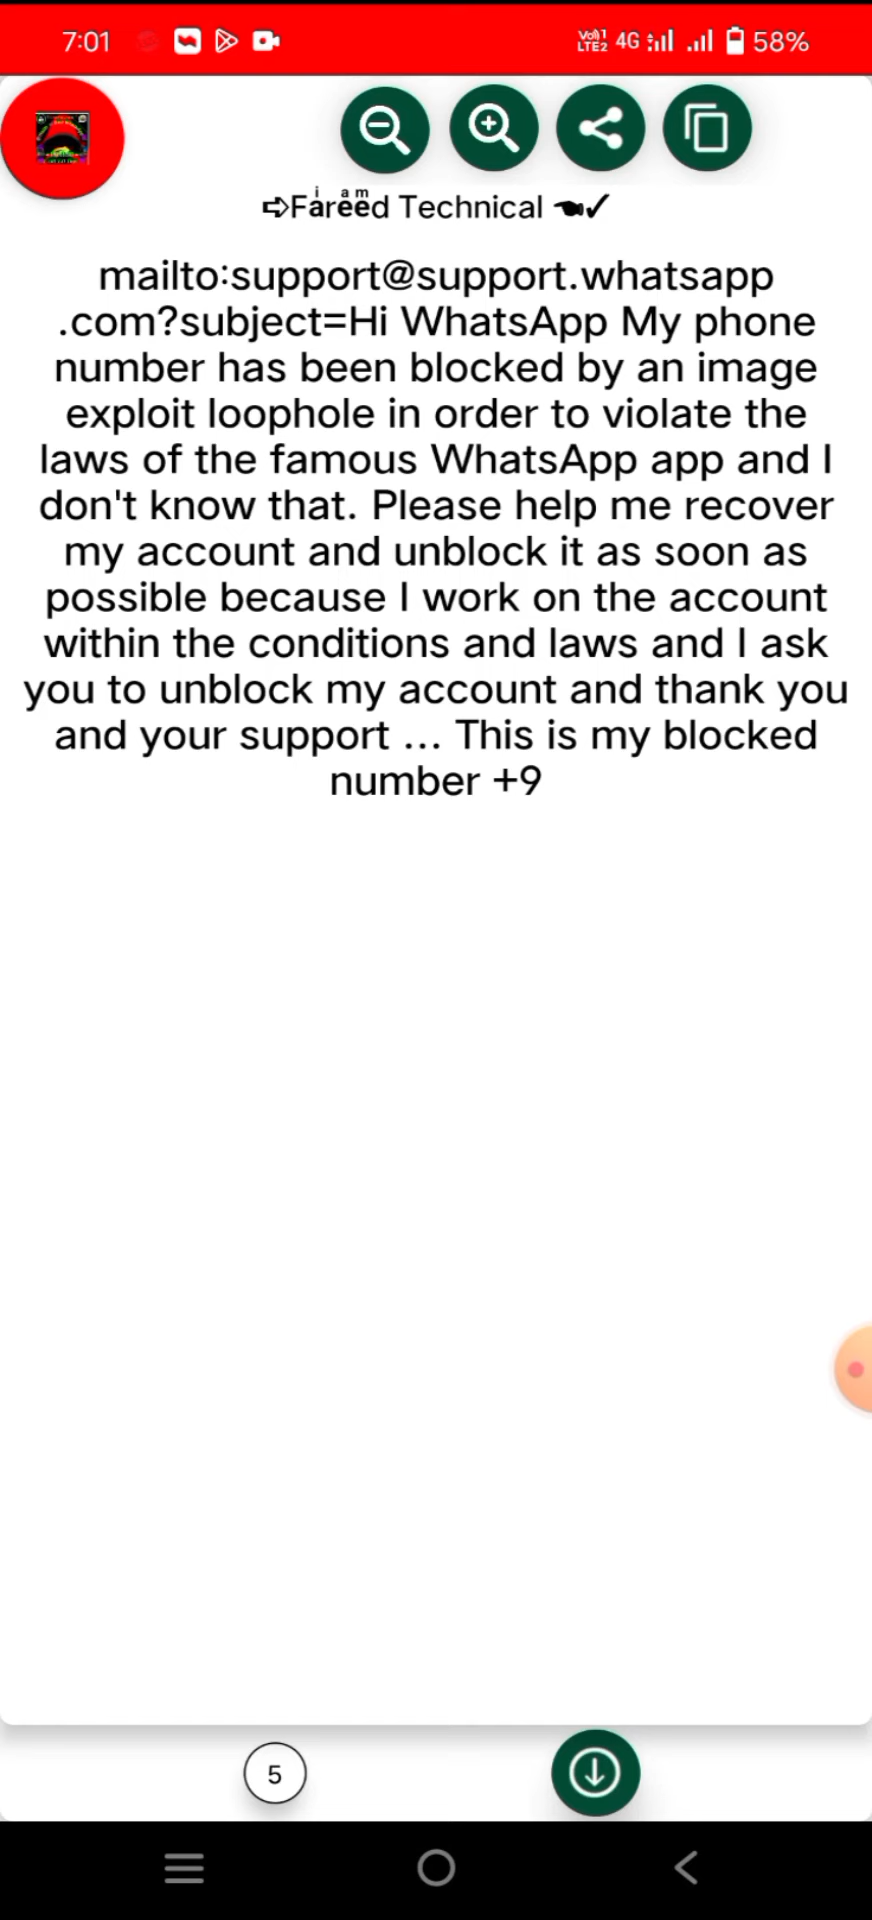 7:01 Vo)) 1 LTE2 4G 58%
➪Fåreͣeͫd Technical ☚✓
mailto:support@support.whatsapp
.com?subject=Hi WhatsApp My phone
number has been blocked by an image
exploit loophole in order to violate the
laws of the famous WhatsApp app and I
don't know that. Please help me recover
my account and unblock it as soon as
possible because I work on the account
within the conditions and laws and I ask
you to unblock my account and thank you
and your support ... This is my blocked
number +9
5